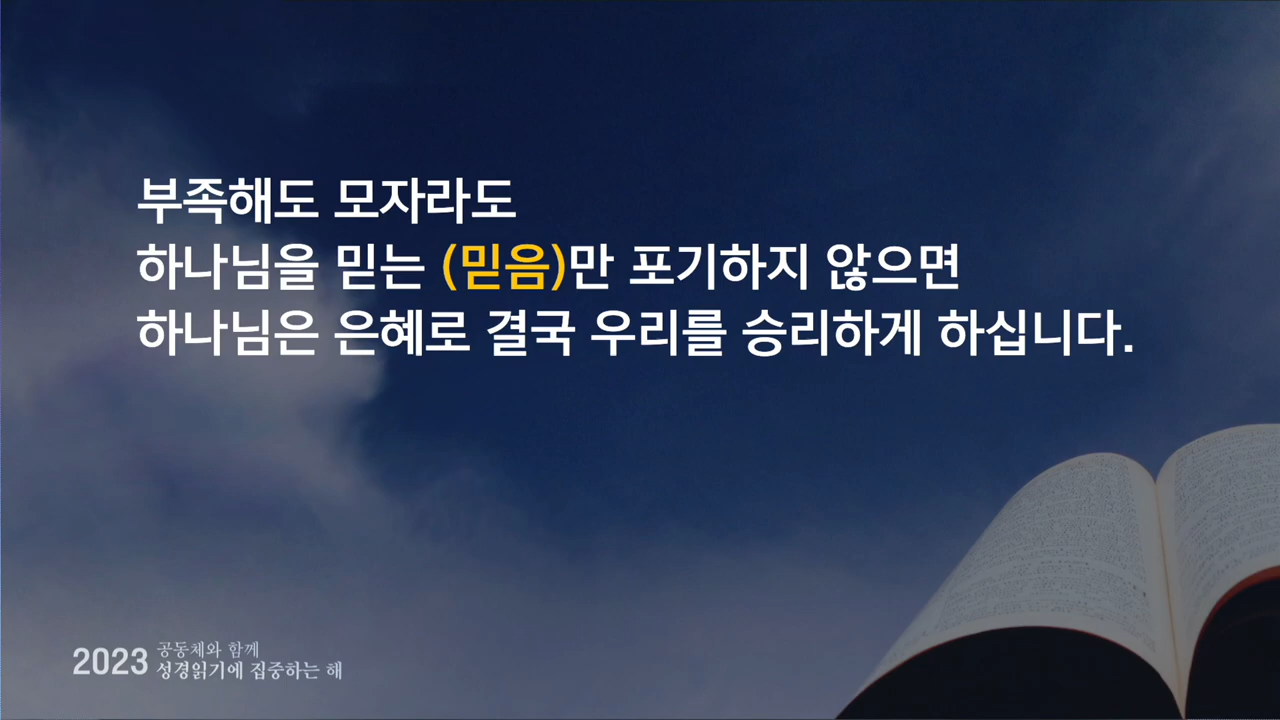 부족해도 모자라도
하나님을 믿는 (믿음)만 포기하지 않으면
하나님은 은혜로 결국 우리를 승리하게 하십니다.
2023 공동체와 함께
성경읽기에 집중하는 해